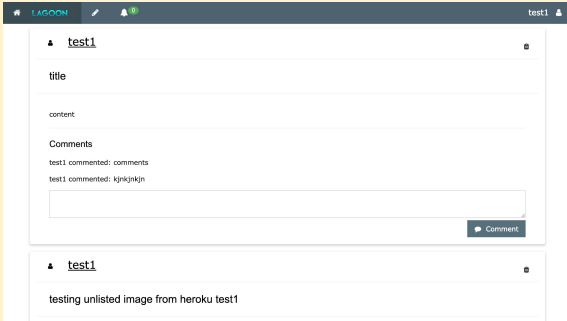 LAGOON 0 test1
test1
title
content
Comments
test1 commented: comments
test1 commented: kjnkjnkjn
Comment
test1
testing unlisted image from heroku test1